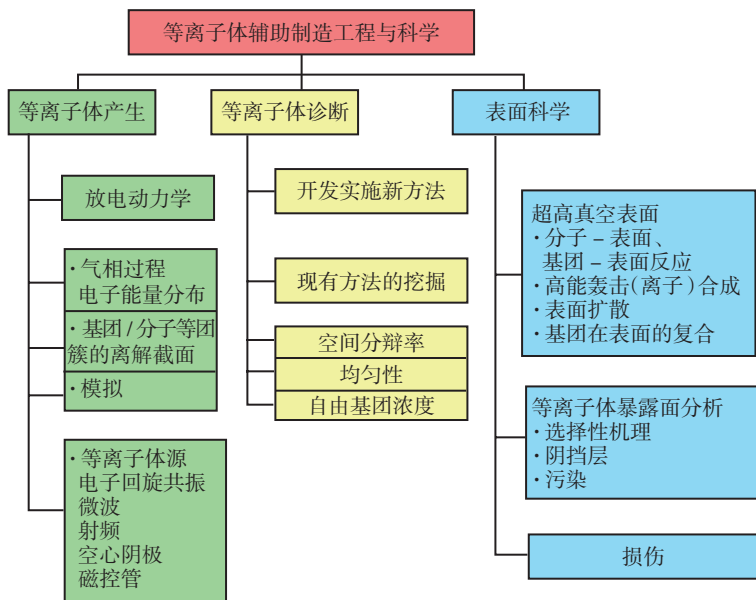 等离子体辅助制造工程与科学
等离子体产生
放电动力学
·气相过程
电子能量分布
·基团/分子等团
簇的离解截面
·模拟
·等离子体源
电子回旋共振
微波
射频
空心阴极
磁控管
等离子体诊断
开发实施新方法
现有方法的挖掘
空间分辩率
均匀性
自由基团浓度
表面科学
超高真空表面
·分子–表面、
基团–表面反应
·高能轰击(离子)合成
·表面扩散
·基团在表面的复合
等离子体暴露面分析
·选择性机理
·阴挡层
·污染
损伤